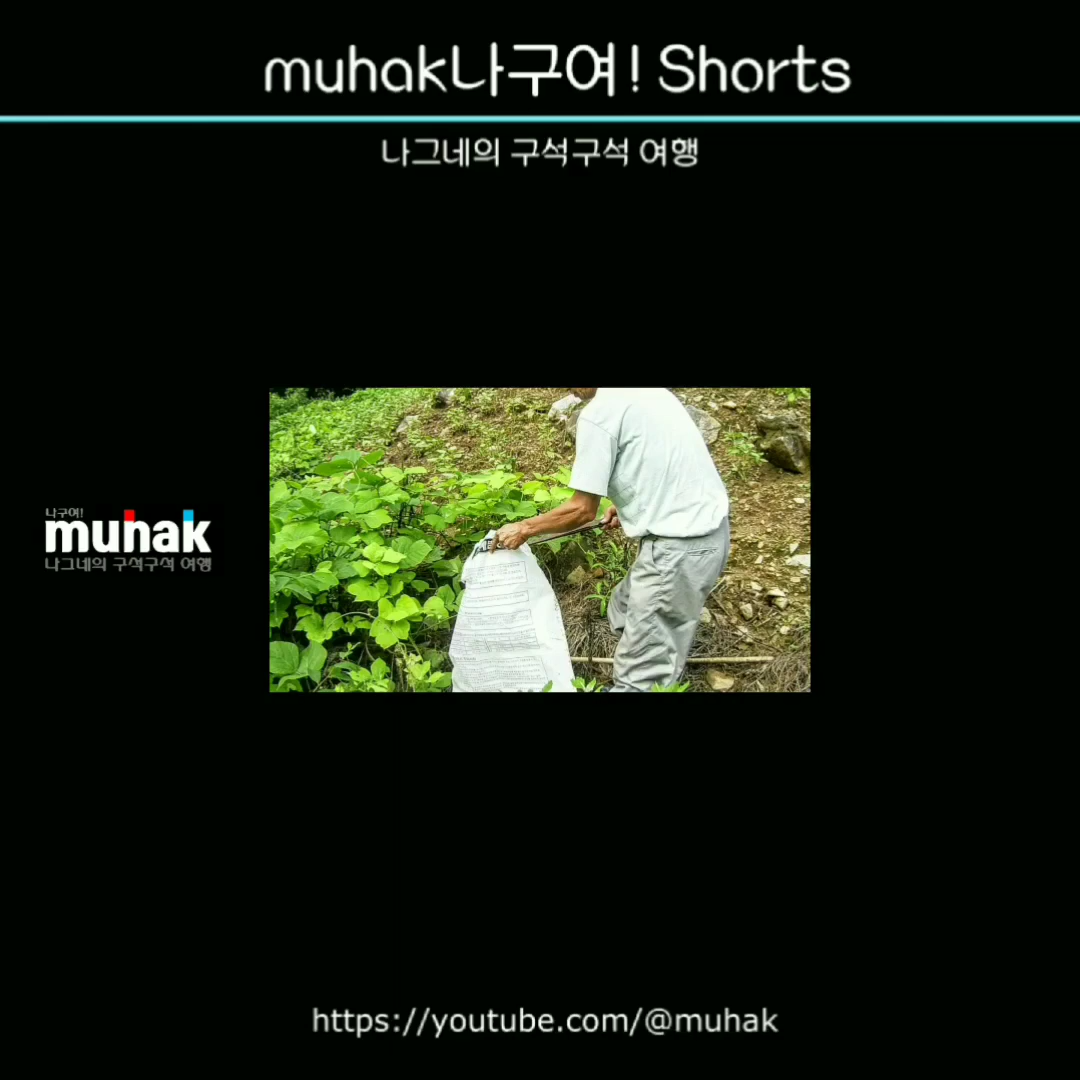 muhak나구여! Shorts
나그네의 구석구석 여행
나구여!
muhak
나그네의 구석구석 여행
https://youtube.com/@muhak